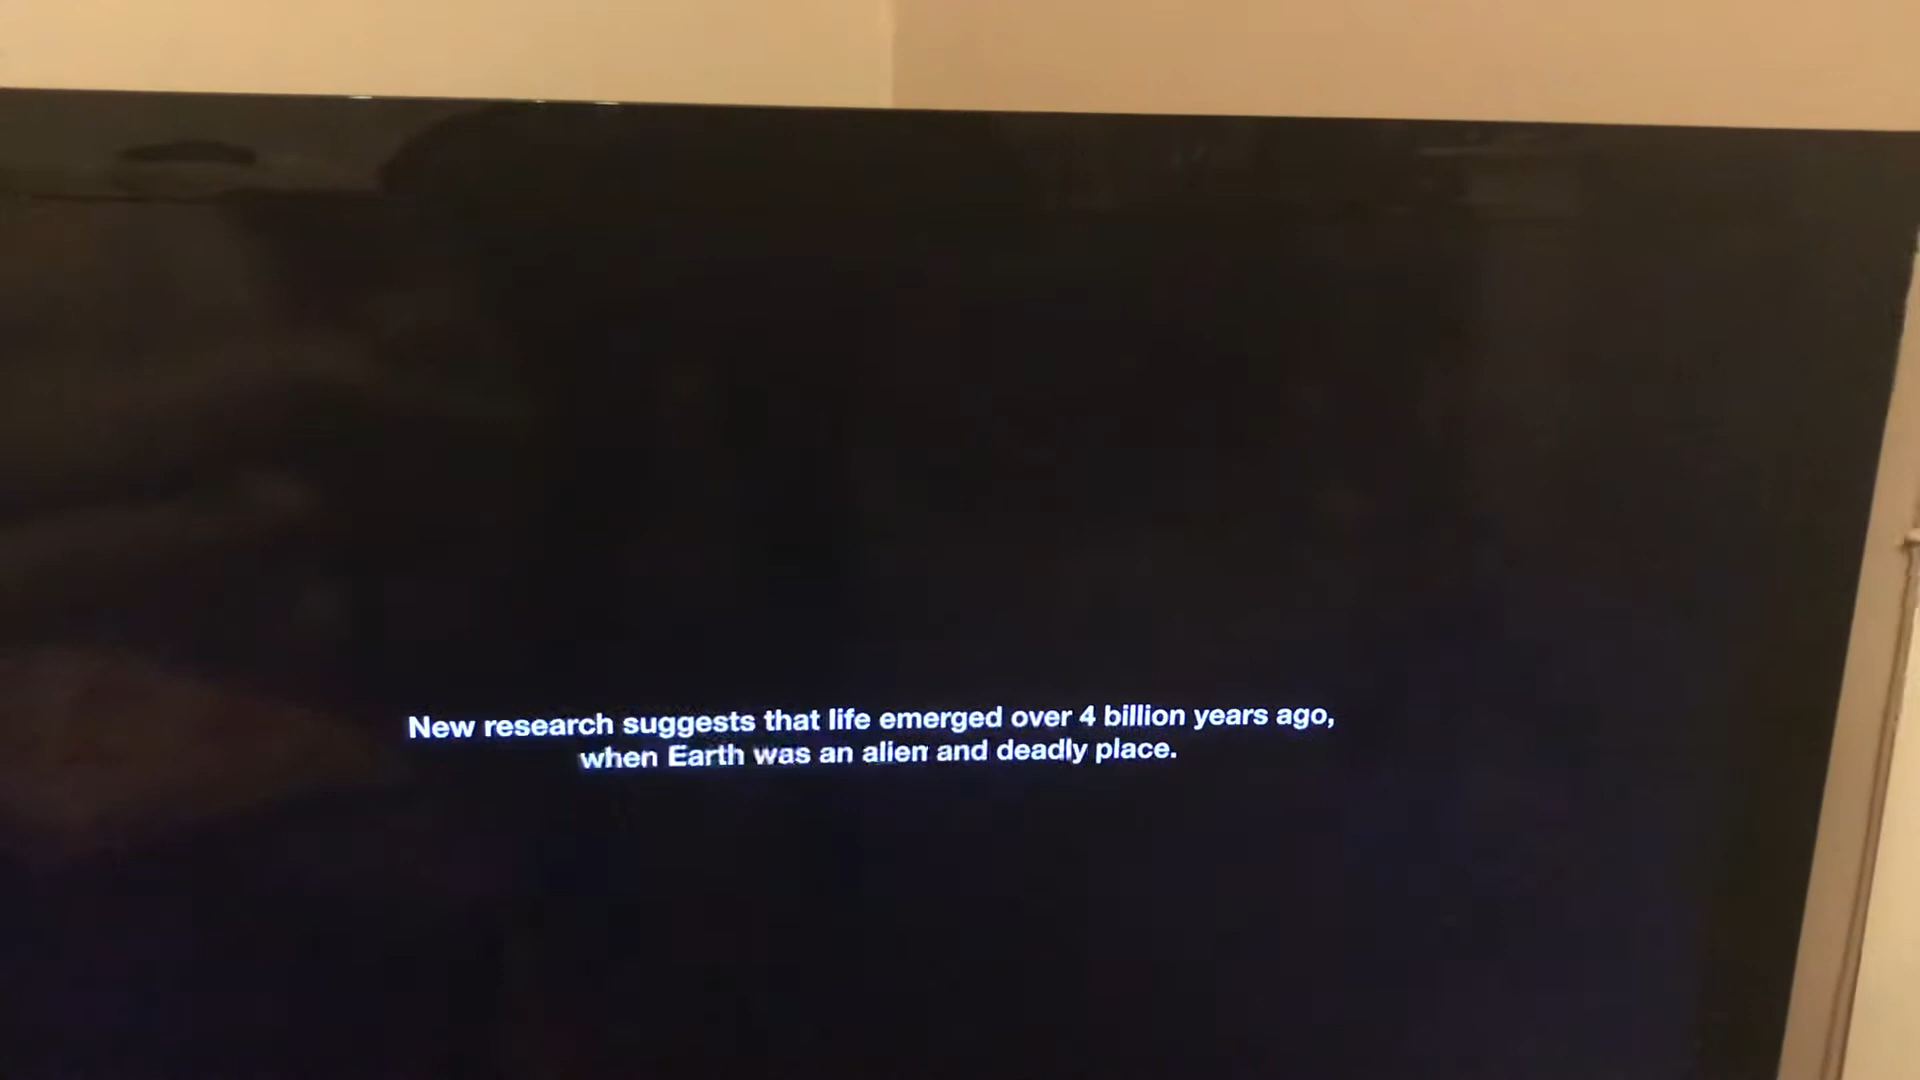 New research suggests that life emerged over 4 billion years ago,
when Earth was an alien and deadly place.